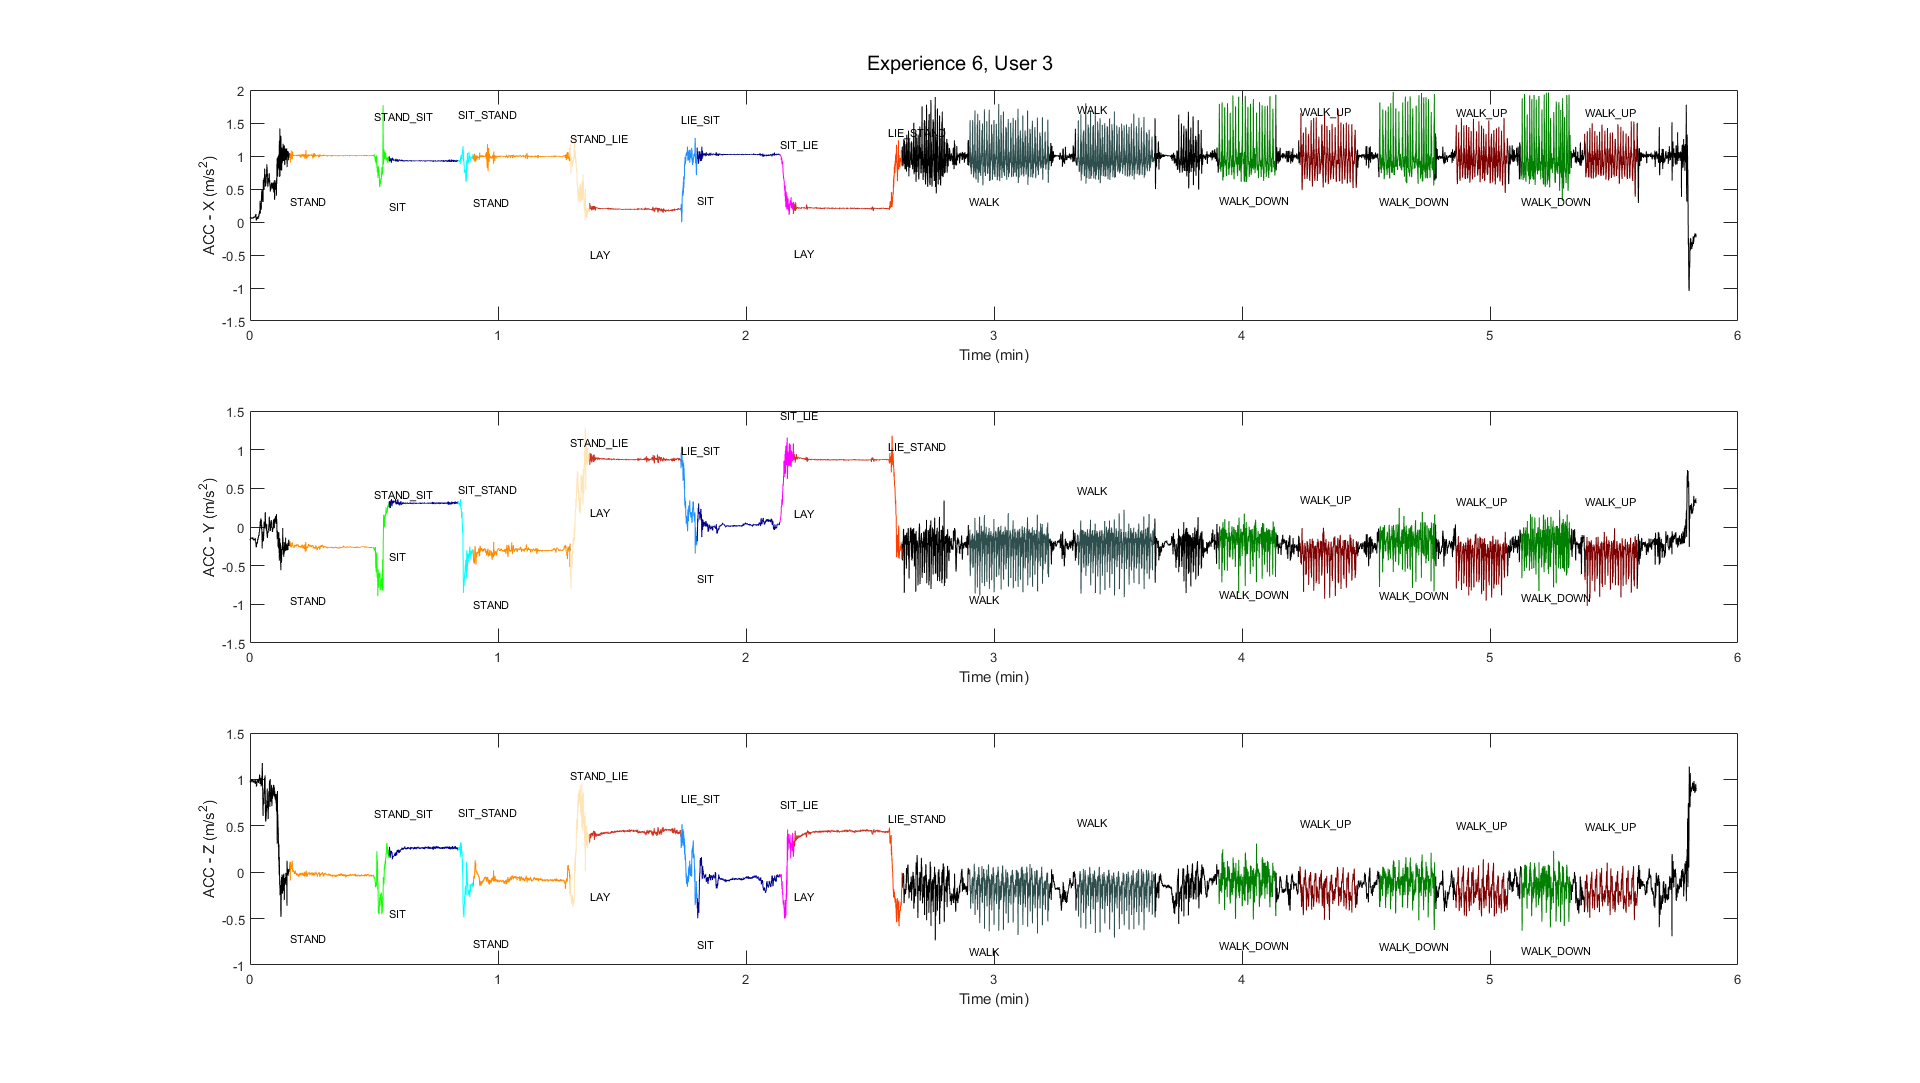 Experience 6, User 3
ACC - X (m/s²)
2
1.5
1
0.5
0
-0.5
-1
-1.5
STAND_SIT
SIT_STAND
STAND_LIE
LIE_SIT
SIT_LIE
LIE_STAND
WALK
WALK_UP
WALK_UP
WALK_UP
STAND
SIT
STAND
SIT
WALK
WALK_DOWN
WALK_DOWN
WALK_DOWN
LAY
LAY
0 1 2 3 4 5 6
Time (min)
ACC - Y (m/s²)
1.5
1
0.5
0
-0.5
-1
-1.5
SIT_LIE
STAND_LIE
LIE_SIT
LIE_STAND
STAND_SIT
SIT_STAND
WALK
WALK_UP
WALK_UP
WALK_UP
LAY
LAY
SIT
SIT
STAND
STAND
WALK
WALK_DOWN
WALK_DOWN
WALK_DOWN
0 1 2 3 4 5 6
Time (min)
ACC - Z (m/s²)
1.5
1
0.5
0
-0.5
-1
STAND_LIE
LIE_SIT
SIT_LIE
STAND_SIT
SIT_STAND
LIE_STAND
WALK
WALK_UP
WALK_UP
WALK_UP
LAY
LAY
SIT
STAND
STAND
SIT
WALK
WALK_DOWN
WALK_DOWN
WALK_DOWN
0 1 2 3 4 5 6
Time (min)